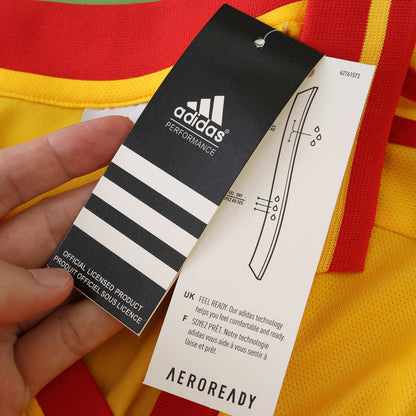 adidas®
PERFORMANCE
OFFICIAL LICENSED PRODUCT
PRODUIT OFFICIEL SOUS LICENCE
62761573
UK FEEL READY. Our adidas technology
helps you feel comfortable and ready.
F SOYEZ PRÊT. Notre technologie
adidas vous aide à vous sentir à
l'aise et prêt.
AEROREADY